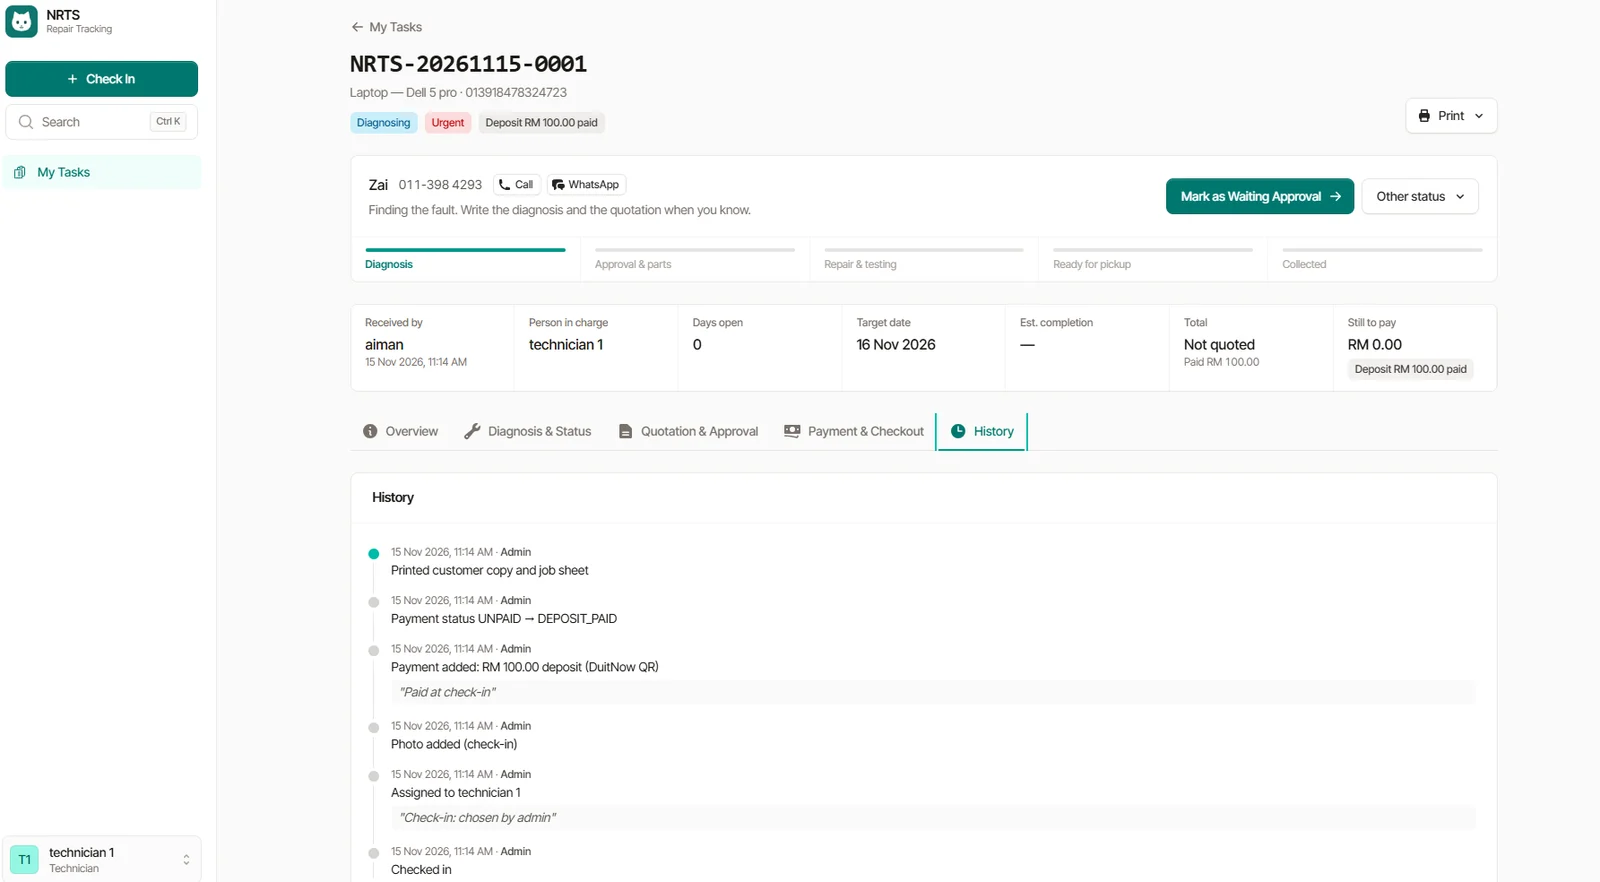 NRTS
Repair Tracking
+ Check In
Search Ctrl K
My Tasks
← My Tasks
NRTS-20261115-0001
Laptop — Dell 5 pro · 013918478324723
Diagnosing Urgent Deposit RM 100.00 paid
Print
Zai 011-398 4293 Call WhatsApp
Finding the fault. Write the diagnosis and the quotation when you know.
Mark as Waiting Approval →
Other status
Diagnosis
Approval & parts
Repair & testing
Ready for pickup
Collected
Received by
aiman
15 Nov 2026, 11:14 AM
Person in charge
technician 1
Days open
0
Target date
16 Nov 2026
Est. completion
—
Total
Not quoted
Paid RM 100.00
Still to pay
RM 0.00
Deposit RM 100.00 paid
Overview
Diagnosis & Status
Quotation & Approval
Payment & Checkout
History
History
15 Nov 2026, 11:14 AM · Admin
Printed customer copy and job sheet
15 Nov 2026, 11:14 AM · Admin
Payment status UNPAID → DEPOSIT_PAID
15 Nov 2026, 11:14 AM · Admin
Payment added: RM 100.00 deposit (DuitNow QR)
"Paid at check-in"
15 Nov 2026, 11:14 AM · Admin
Photo added (check-in)
15 Nov 2026, 11:14 AM · Admin
Assigned to technician 1
"Check-in: chosen by admin"
15 Nov 2026, 11:14 AM · Admin
Checked in
T1
technician 1
Technician